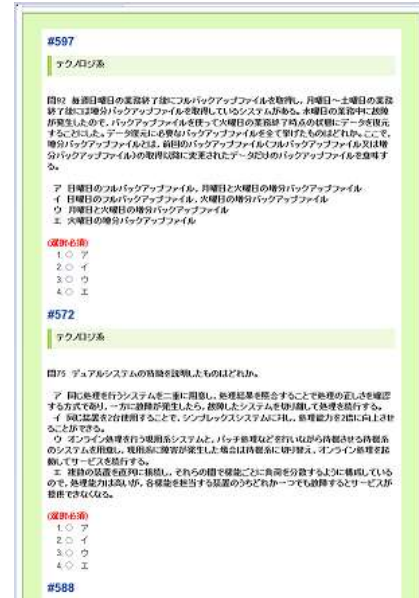 #597
テクノロジ系
問92 毎週日曜日の業務終了後にフルバックアップファイルを取得し，月曜日～土曜日の業務
終了後には増分バックアップファイルを取得しているシステムがある。水曜日の業務中に故障
が発生したので，バックアップファイルを使って火曜日の業務終了時点の状態にデータを復元
することにした。データ復元に必要なバックアップファイルを全て挙げたものはどれか。ここで，
増分バックアップファイルとは，前回のバックアップファイル(フルバックアップファイル又は増
分バックアップファイル)の取得以降に変更されたデータだけのバックアップファイルを意味す
る。
ア 日曜日のフルバックアップファイル，月曜日と火曜日の増分バックアップファイル
イ 日曜日のフルバックアップファイル，火曜日の増分バックアップファイル
ウ 月曜日と火曜日の増分バックアップファイル
エ 火曜日の増分バックアップファイル
(選択必須)
1. ア
2. イ
3. ウ
4. エ
#572
テクノロジ系
問75 デュアルシステムの特徴を説明したものはどれか。
ア 同じ処理を行うシステムを二重に用意し，処理結果を照合することで処理の正しさを確認
する方式であり，一方に故障が発生したら，故障したシステムを切り離して処理を続行する。
イ 同じ装置を2台使用することで，シンプレックスシステムに対し，処理能力を2倍に向上させ
ることができる。
ウ オンライン処理を行う現用系システムと，バッチ処理などを行いながら待機させる待機系
のシステムを用意し，現用系に障害が発生した場合は待機系に切り替え，オンライン処理を起
動してサービスを続行する。
エ 複数の装置を直列に接続し，それらの間で機能ごとに負荷を分散するように構成している
ので，処理能力は高いが，各機能を担当する装置のうちどれか一つでも故障するとサービスが
提供できなくなる。
(選択必須)
1. ア
2. イ
3. ウ
4. エ
#588